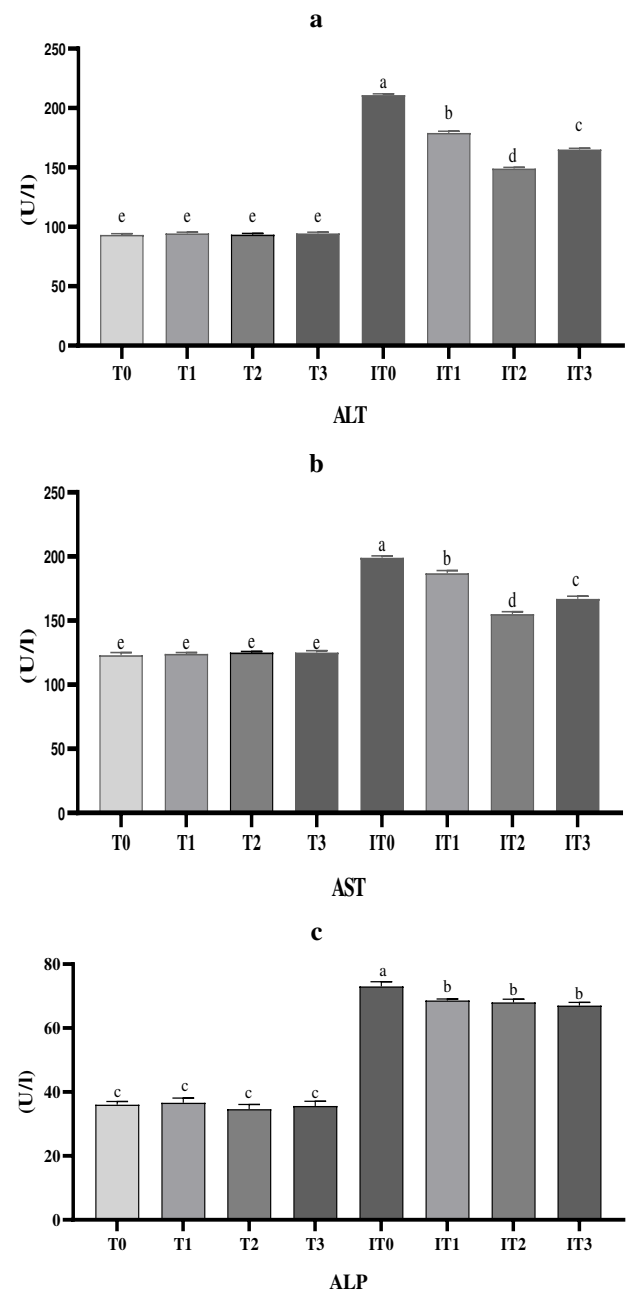 a
250
200
150
100
50
0
(U/l)
e e e e a b d c
T0 T1 T2 T3 IT0 IT1 IT2 IT3
ALT
b
250
200
150
100
50
0
(U/l)
e e e e a b d c
T0 T1 T2 T3 IT0 IT1 IT2 IT3
AST
c
80
60
40
20
0
(U/l)
c c c c a b b b
T0 T1 T2 T3 IT0 IT1 IT2 IT3
ALP